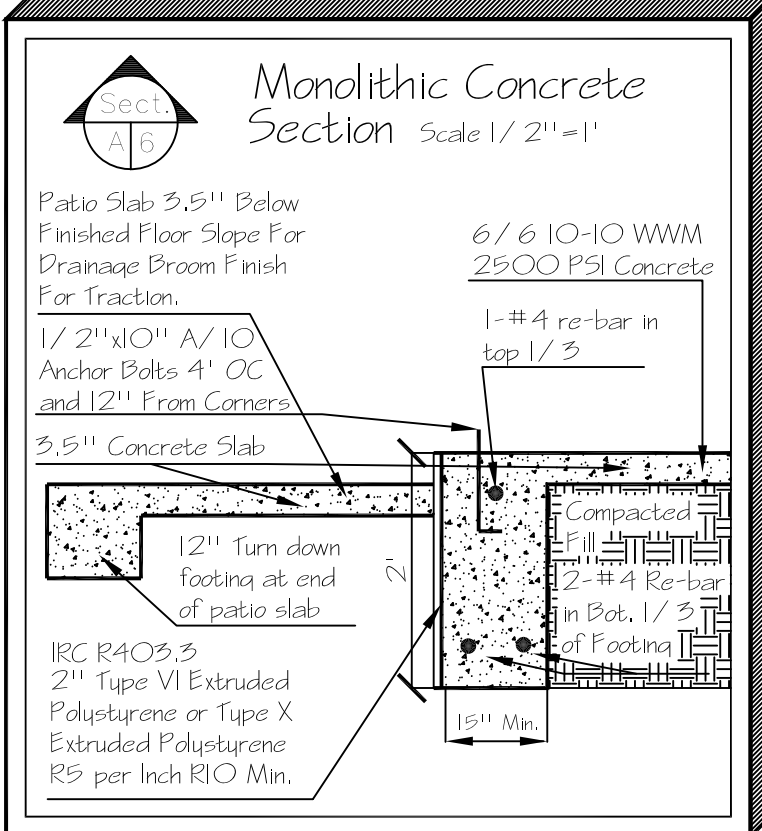 Sect.
A 6
Monolithic Concrete
Section Scale 1/2"=1'
Patio Slab 3.5" Below
Finished Floor Slope For
Drainage Broom Finish
For Traction.
1/2"x10" A/10
Anchor Bolts 4' OC
and 12" From Corners
3.5" Concrete Slab
6/6 10-10 WWM
2500 PSI Concrete
1-#4 re-bar in
top 1/3
Compacted
Fill
2-#4 Re-bar
in Bot. 1/3
of Footing
2'
12" Turn down
footing at end
of patio slab
15" Min.
IRC R403.3
2" Type VI Extruded
Polystyrene or Type X
Extruded Polystyrene
R5 per Inch R10 Min.